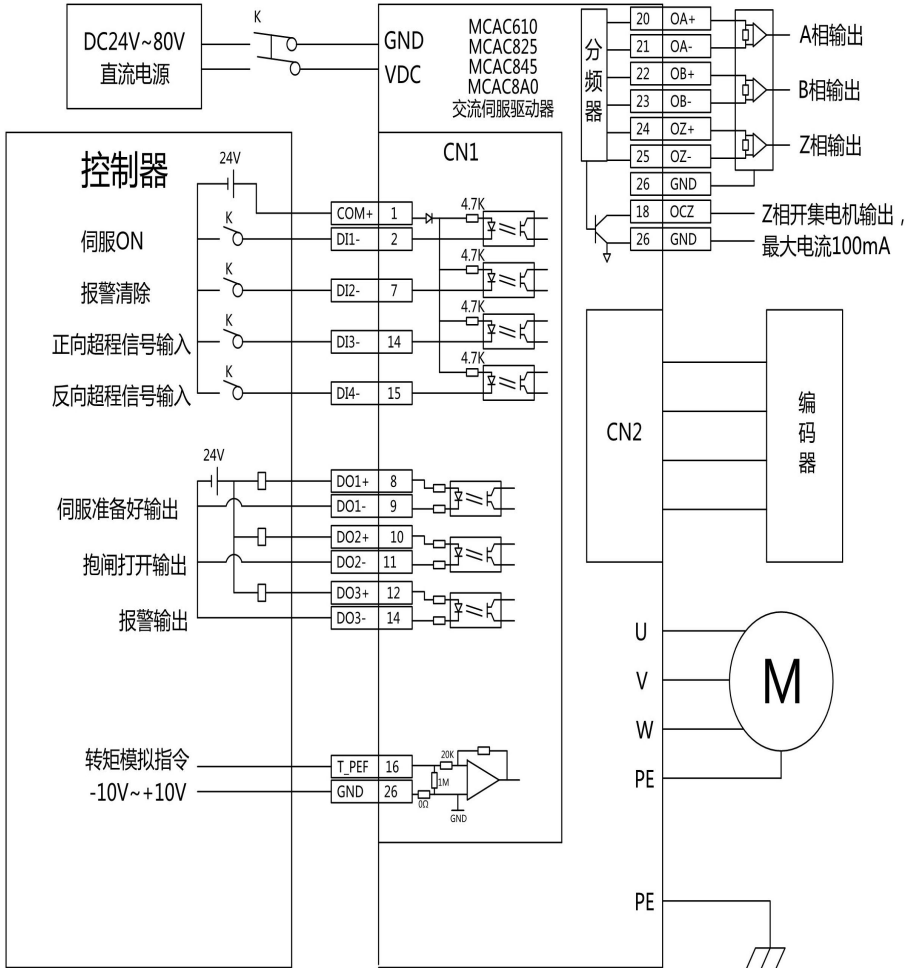 DC24V~80V
直流电源
K
GND
VDC
MCAC610
MCAC825
MCAC845
MCAC8A0
交流伺服驱动器
分频器
20 OA+
21 OA-
22 OB+
23 OB-
24 OZ+
25 OZ-
26 GND
18 OCZ
26 GND
A相输出
B相输出
Z相输出
Z相开集电机输出，
最大电流100mA
控制器
24V
CN1
伺服ON
K
COM+ 1
DI1- 2
4.7K
报警清除
K
DI2- 7
4.7K
正向超程信号输入
K
DI3- 14
4.7K
反向超程信号输入
K
DI4- 15
4.7K
CN2
编码器
24V
伺服准备好输出
DO1+ 8
DO1- 9
抱闸打开输出
DO2+ 10
DO2- 11
报警输出
DO3+ 12
DO3- 14
U
V
W
PE
M
转矩模拟指令
-10V~+10V
T_PEF 16
GND 26
20K
1M
0Ω
GND
PE